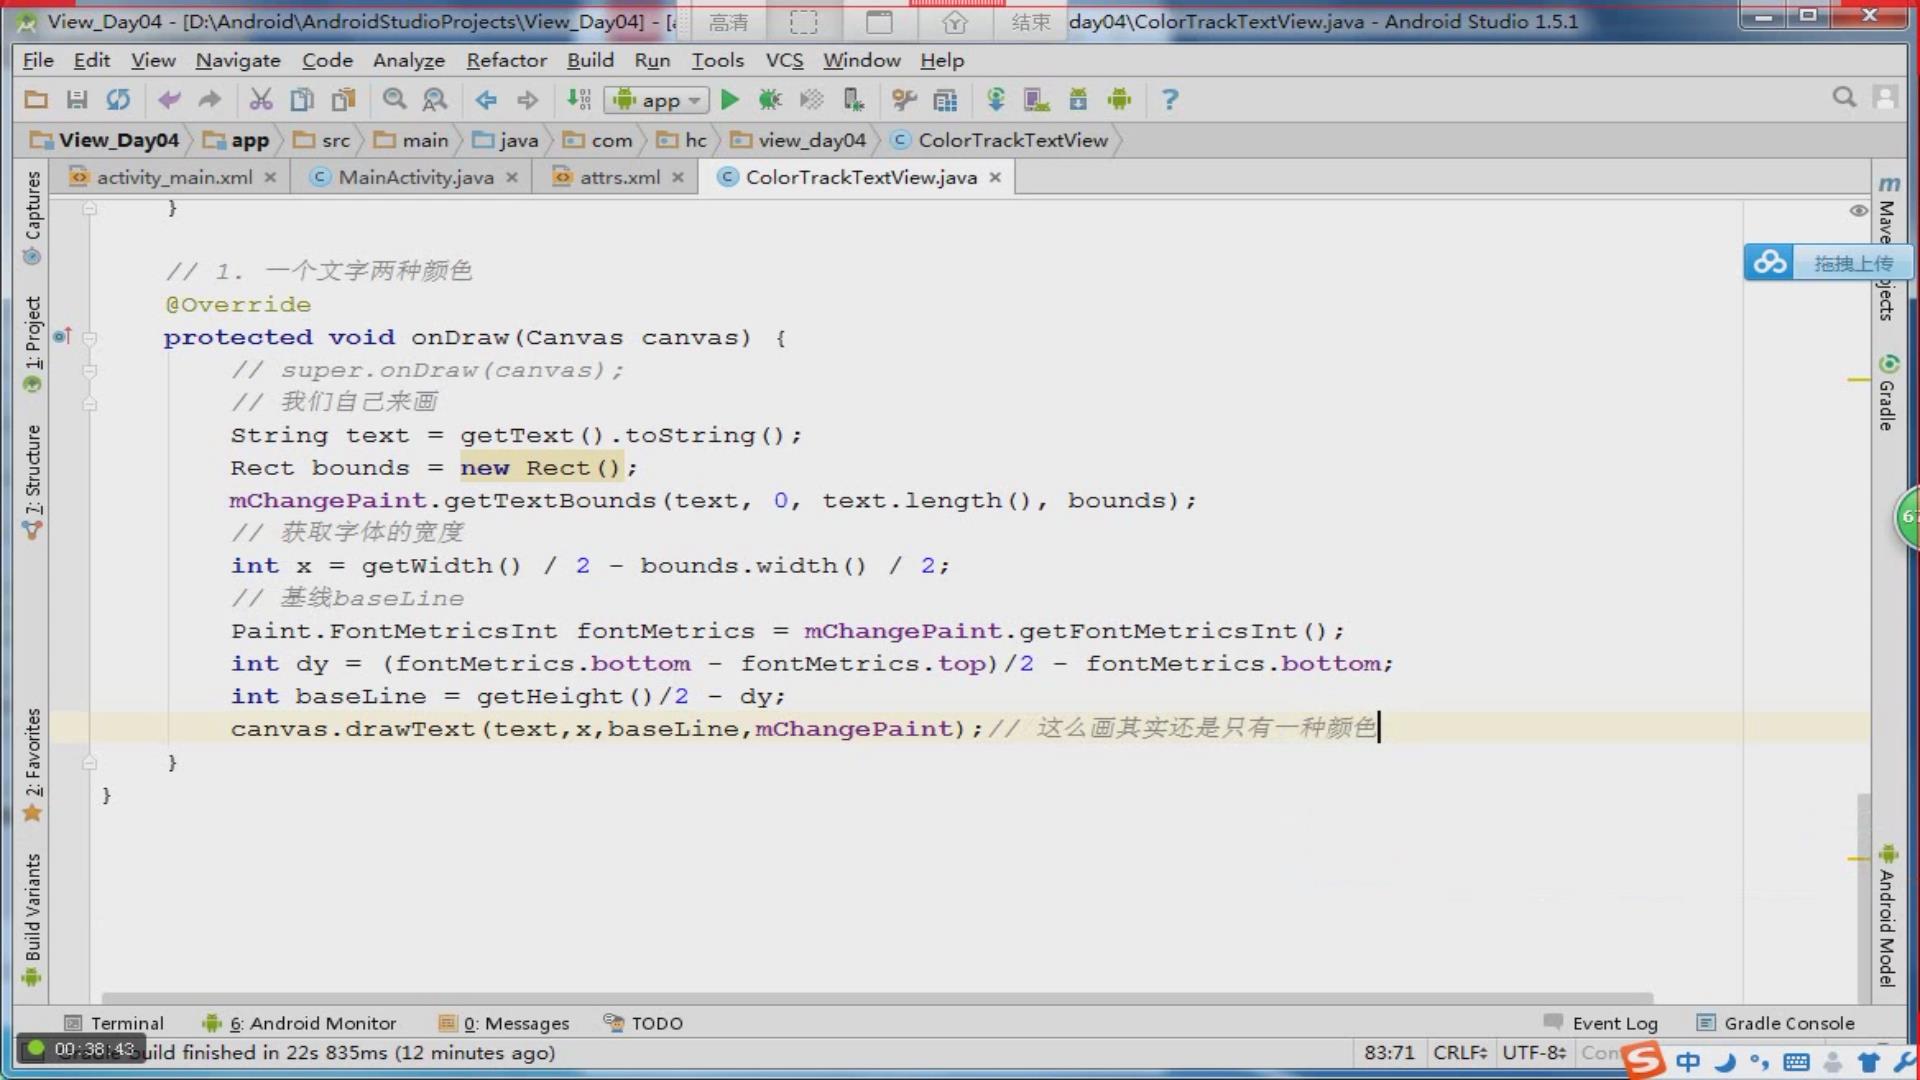 View_Day04 - [D:\Android\AndroidStudioProjects\View_Day04] - [
高清
结束
day04\ColorTrackTextView.java - Android Studio 1.5.1
File Edit View Navigate Code Analyze Refactor Build Run Tools VCS Window Help
app
View_Day04 app src main java com hc view_day04 ColorTrackTextView
activity_main.xml MainActivity.java attrs.xml ColorTrackTextView.java
}
// 1. 一个文字两种颜色
@Override
protected void onDraw(Canvas canvas) {
// super.onDraw(canvas);
// 我们自己来画
String text = getText().toString();
Rect bounds = new Rect();
mChangePaint.getTextBounds(text, 0, text.length(), bounds);
// 获取字体的宽度
int x = getWidth() / 2 - bounds.width() / 2;
// 基线baseLine
Paint.FontMetricsInt fontMetrics = mChangePaint.getFontMetricsInt();
int dy = (fontMetrics.bottom - fontMetrics.top)/2 - fontMetrics.bottom;
int baseLine = getHeight()/2 - dy;
canvas.drawText(text,x,baseLine,mChangePaint);// 这么画其实还是只有一种颜色
}
}
Captures
1: Project
7: Structure
2: Favorites
Build Variants
m
Mave
拖拽上传
jects
Gradle
67
Android Model
Terminal 6: Android Monitor 0: Messages TODO
Event Log Gradle Console
00:38:43
build finished in 22s 835ms (12 minutes ago)
83:71 CRLF UTF-8 Con
S 中